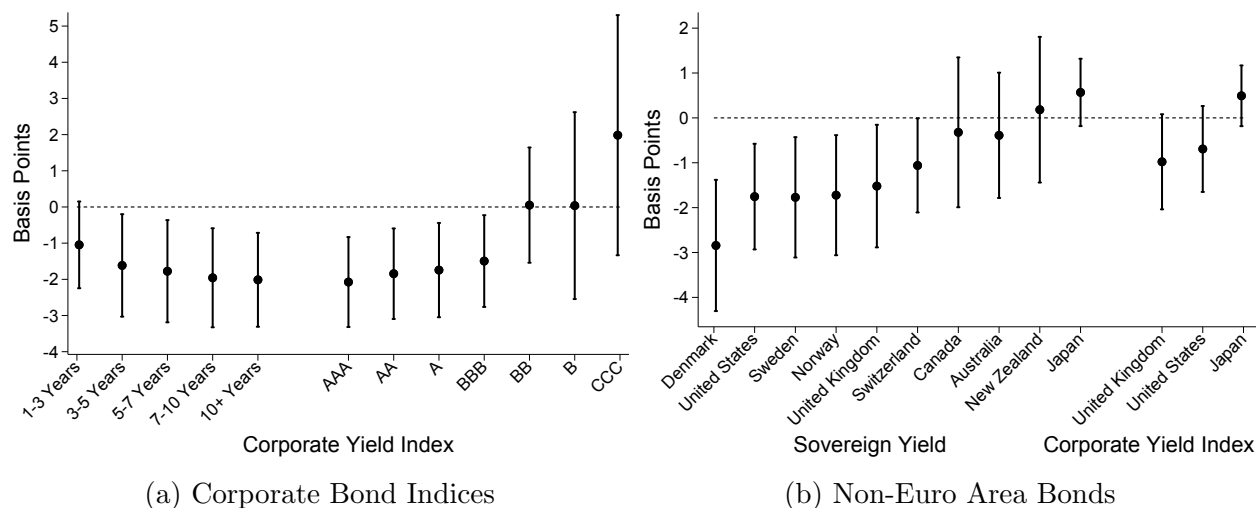 5
4
3
2
1
0
-1
-2
-3
-4
Basis Points
1-3 Years
3-5 Years
5-7 Years
7-10 Years
10+ Years
AAA
AA
A
BBB
BB
B
CCC
Corporate Yield Index
(a) Corporate Bond Indices
2
1
0
-1
-2
-3
-4
Basis Points
Denmark
United States
Sweden
Norway
United Kingdom
Switzerland
Canada
Australia
New Zealand
Japan
United Kingdom
United States
Japan
Sovereign Yield
Corporate Yield Index
(b) Non-Euro Area Bonds